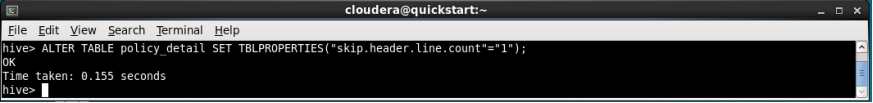 cloudera@quickstart:~
File Edit View Search Terminal Help
hive> ALTER TABLE policy_detail SET TBLPROPERTIES("skip.header.line.count"="1");
OK
Time taken: 0.155 seconds
hive>